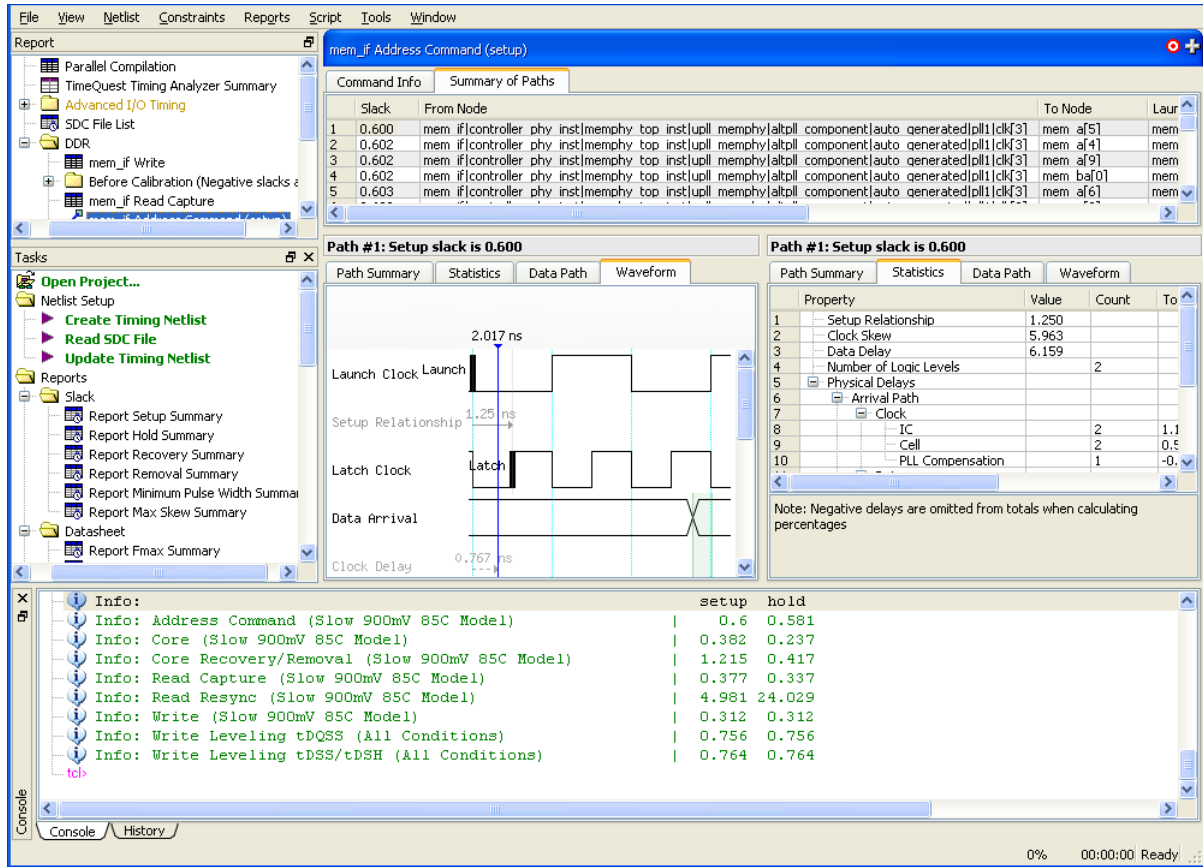 File View Netlist Constraints Reports Script Tools Window
Report
Parallel Compilation
TimeQuest Timing Analyzer Summary
Advanced I/O Timing
SDC File List
DDR
mem_if Write
Before Calibration (Negative slacks a
mem_if Read Capture
mem_if Address Command (setup)
Tasks
Open Project...
Netlist Setup
Create Timing Netlist
Read SDC File
Update Timing Netlist
Reports
Slack
Report Setup Summary
Report Hold Summary
Report Recovery Summary
Report Removal Summary
Report Minimum Pulse Width Summar
Report Max Skew Summary
Datasheet
Report Fmax Summary
mem_if Address Command (setup)
Command Info Summary of Paths
Slack From Node To Node Laur
1 0.600 mem_if|controller_phy_inst|memphy_top_inst|upll_memphy|altpll_component|auto_generated|pll1|clk[3] mem_a[5] mem
2 0.602 mem_if|controller_phy_inst|memphy_top_inst|upll_memphy|altpll_component|auto_generated|pll1|clk[3] mem_a[4] mem
3 0.602 mem_if|controller_phy_inst|memphy_top_inst|upll_memphy|altpll_component|auto_generated|pll1|clk[3] mem_a[9] mem
4 0.602 mem_if|controller_phy_inst|memphy_top_inst|upll_memphy|altpll_component|auto_generated|pll1|clk[3] mem_ba[0] mem
5 0.603 mem_if|controller_phy_inst|memphy_top_inst|upll_memphy|altpll_component|auto_generated|pll1|clk[3] mem_a[6] mem
Path #1: Setup slack is 0.600
Path Summary Statistics Data Path Waveform
2.017 ns
Launch Clock Launch
Setup Relationship 1.25 ns
Latch Clock Latch
Data Arrival
Clock Delay 0.767 ns
Path #1: Setup slack is 0.600
Path Summary Statistics Data Path Waveform
Property Value Count To
1 Setup Relationship 1.250
2 Clock Skew 5.963
3 Data Delay 6.159
4 Number of Logic Levels 2
5 Physical Delays
6 Arrival Path
7 Clock
8 IC 2 1.1
9 Cell 2 0.5
10 PLL Compensation 1 -0.
Note: Negative delays are omitted from totals when calculating
percentages
Info: setup hold
Info: Address Command (Slow 900mV 85C Model) | 0.6 0.581
Info: Core (Slow 900mV 85C Model) | 0.382 0.237
Info: Core Recovery/Removal (Slow 900mV 85C Model) | 1.215 0.417
Info: Read Capture (Slow 900mV 85C Model) | 0.377 0.337
Info: Read Resync (Slow 900mV 85C Model) | 4.981 24.029
Info: Write (Slow 900mV 85C Model) | 0.312 0.312
Info: Write Leveling tDQSS (All Conditions) | 0.756 0.756
Info: Write Leveling tDSS/tDSH (All Conditions) | 0.764 0.764
tcl>
Console
Console History
0% 00:00:00 Ready